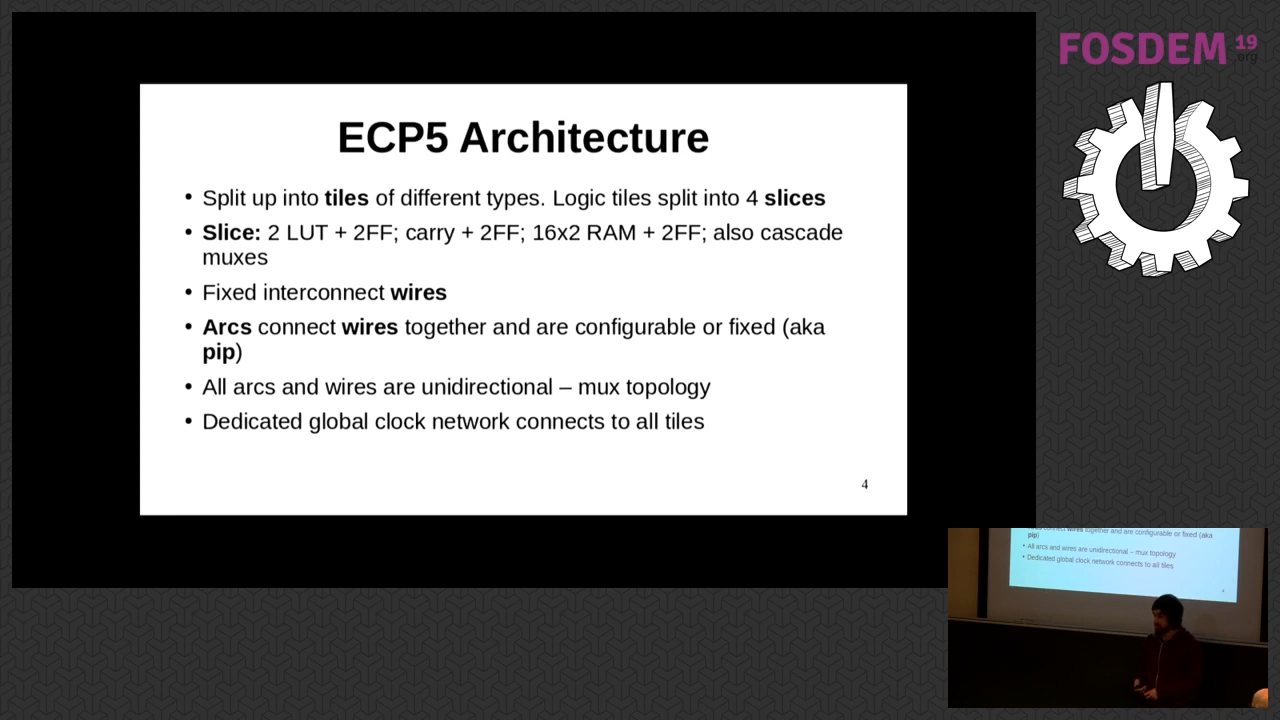 FOSDEM 19
.org
ECP5 Architecture
• Split up into tiles of different types. Logic tiles split into 4 slices
• Slice: 2 LUT + 2FF; carry + 2FF; 16x2 RAM + 2FF; also cascade
muxes
• Fixed interconnect wires
• Arcs connect wires together and are configurable or fixed (aka
pip)
• All arcs and wires are unidirectional – mux topology
• Dedicated global clock network connects to all tiles
4
connect wires together and are configurable or fixed (aka
pip)
• All arcs and wires are unidirectional – mux topology
• Dedicated global clock network connects to all tiles
4